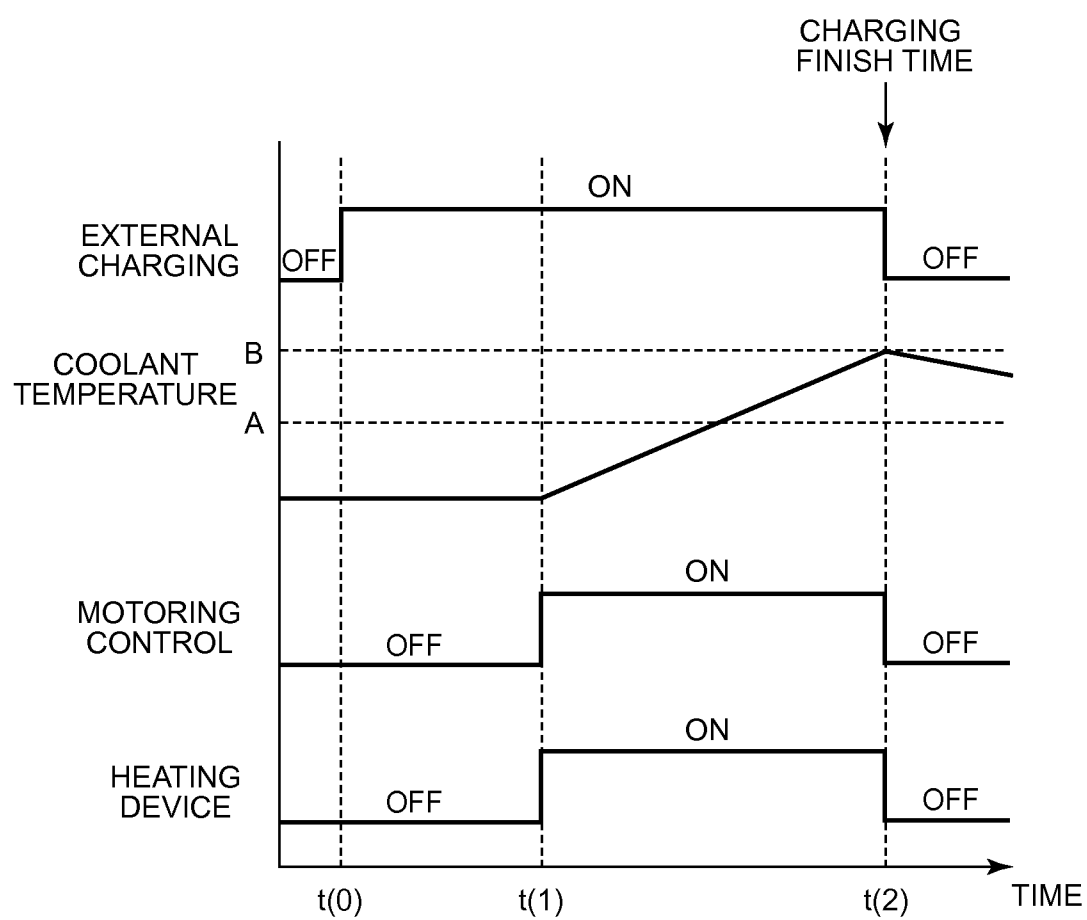 CHARGING
FINISH TIME
ON
EXTERNAL
CHARGING
OFF
OFF
B
COOLANT
TEMPERATURE
A
ON
MOTORING
CONTROL
OFF
OFF
ON
HEATING
DEVICE
OFF
OFF
t(0)
t(1)
t(2)
TIME